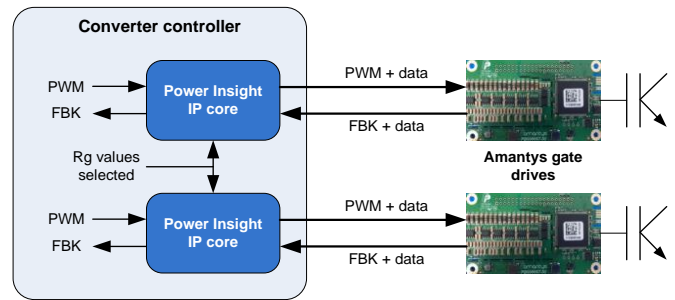 Converter controller
PWM
FBK
Power Insight
IP core
PWM + data
FBK + data
Rg values
selected
Amantys gate
drives
PWM
FBK
Power Insight
IP core
PWM + data
FBK + data